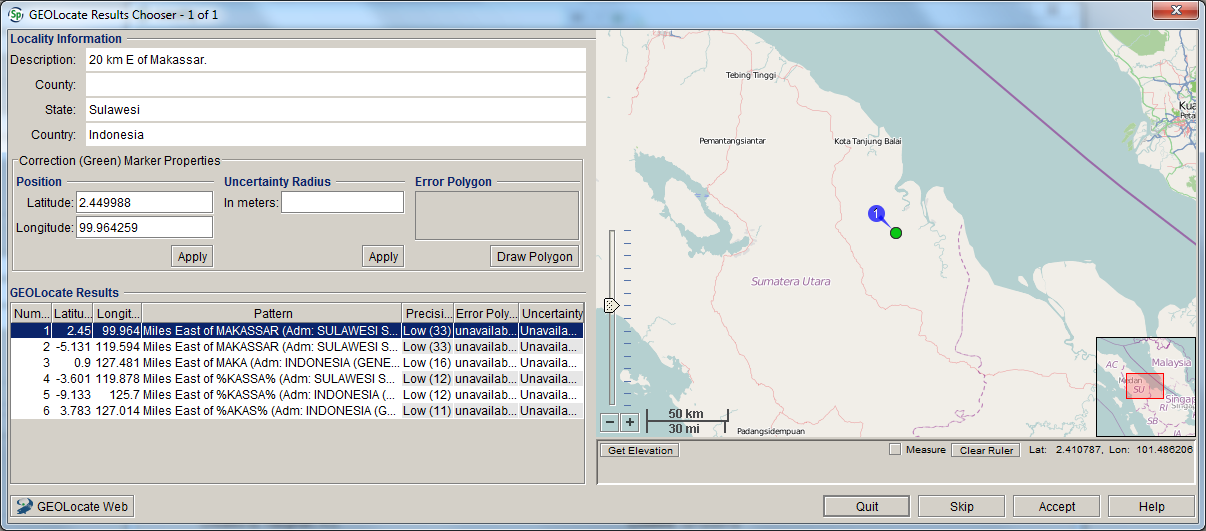 GEOLocate Results Chooser - 1 of 1
Locality Information
Description: 20 km E of Makassar.
County:
State: Sulawesi
Country: Indonesia
Correction (Green) Marker Properties
Position Uncertainty Radius Error Polygon
Latitude: 2.449988 In meters:
Longitude: 99.964259
Apply Apply Draw Polygon
GEOLocate Results
Num... Latitu... Longit... Pattern Precisi... Error Poly... Uncertainty
1 2.45 99.964 Miles East of MAKASSAR (Adm: SULAWESI S... Low (33) unavailab... Unavaila...
2 -5.131 119.594 Miles East of MAKASSAR (Adm: SULAWESI S... Low (33) unavailab... Unavaila...
3 0.9 127.481 Miles East of MAKA (Adm: INDONESIA (GENE... Low (16) unavailab... Unavaila...
4 -3.601 119.878 Miles East of %KASSA% (Adm: SULAWESI S... Low (12) unavailab... Unavaila...
5 -9.133 125.7 Miles East of %KASSA% (Adm: INDONESIA (... Low (12) unavailab... Unavaila...
6 3.783 127.014 Miles East of %AKAS% (Adm: INDONESIA (G... Low (11) unavailab... Unavaila...
Tebing Tinggi
Kua
Peta
Pemantangsiantar
Kota Tanjung Balai
1
Sumatera Utara
50 km
30 mi
Padangsidempuan
AC
Malaysia
Medan
SU
Singap
RI
SB
Get Elevation Measure Clear Ruler Lat: 2.410787, Lon: 101.486206
GEOLocate Web Quit Skip Accept Help